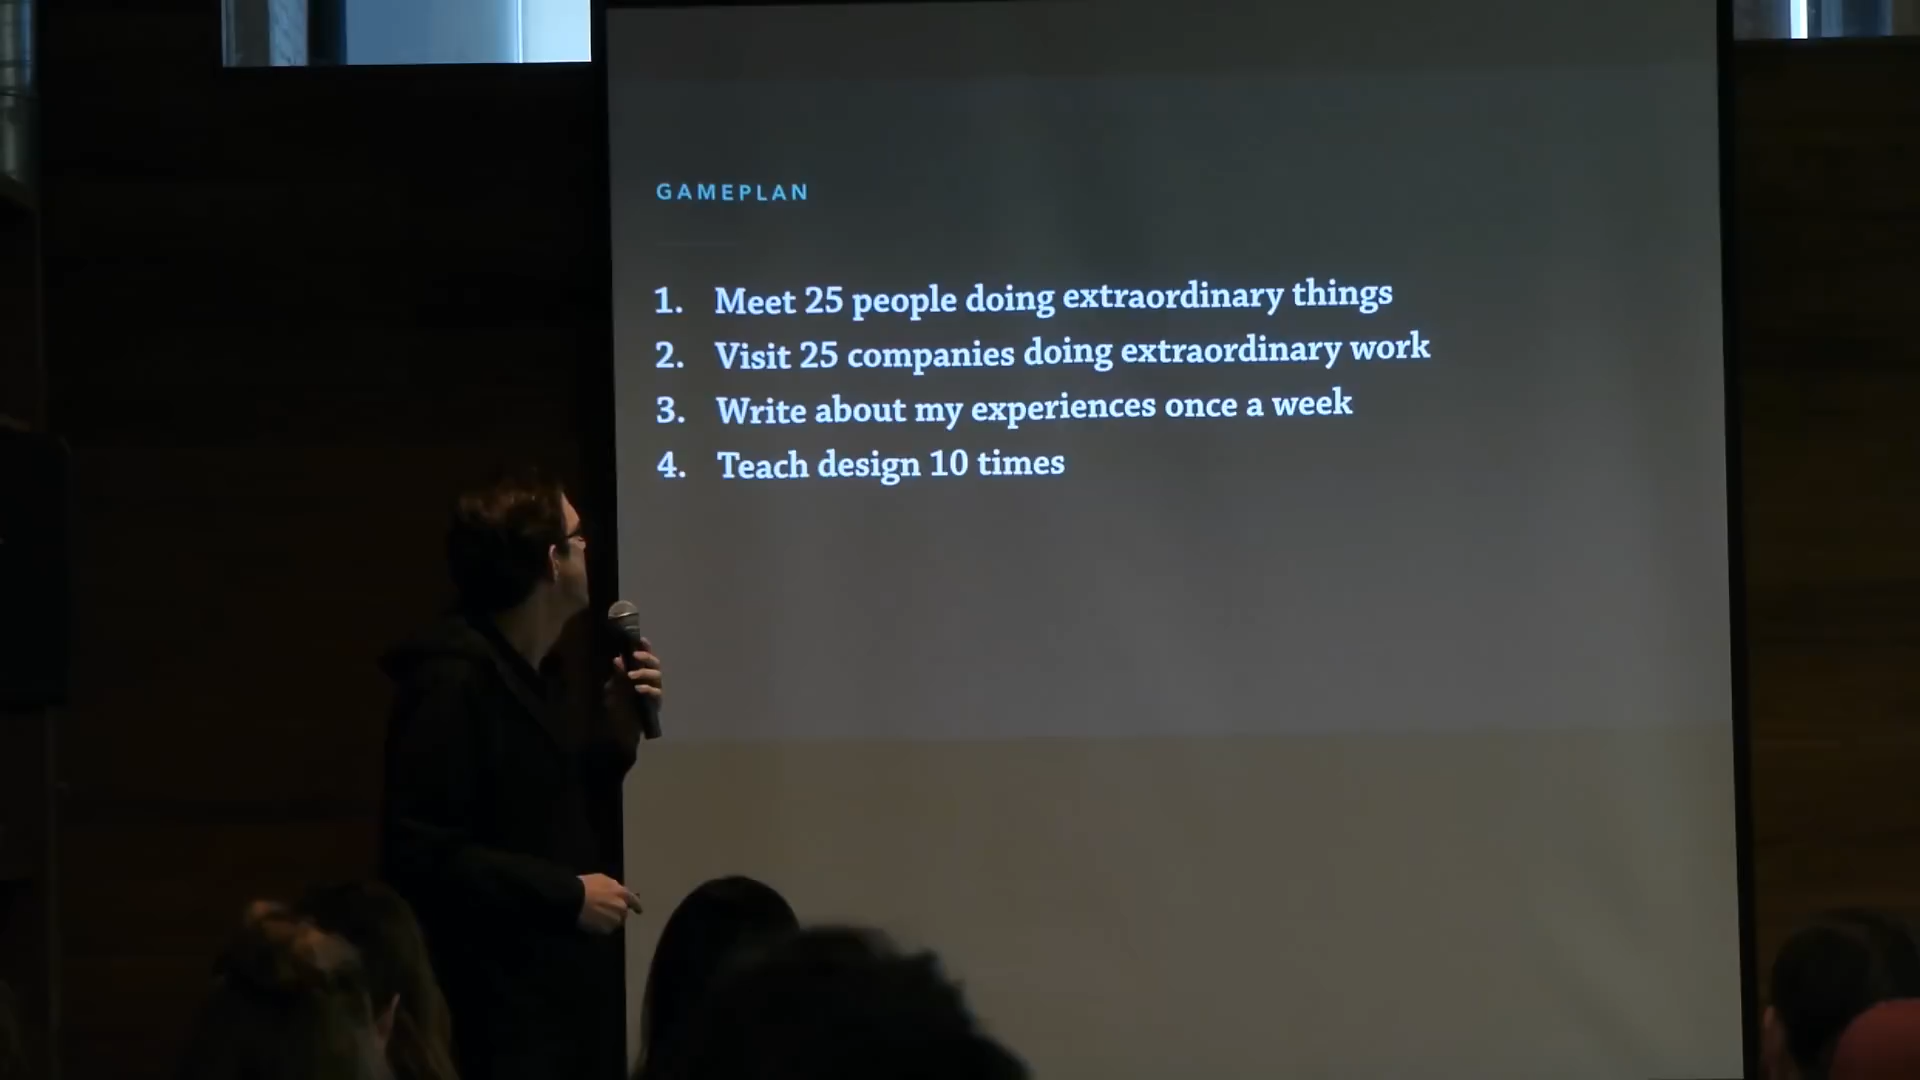 GAMEPLAN
1. Meet 25 people doing extraordinary things
2. Visit 25 companies doing extraordinary work
3. Write about my experiences once a week
4. Teach design 10 times